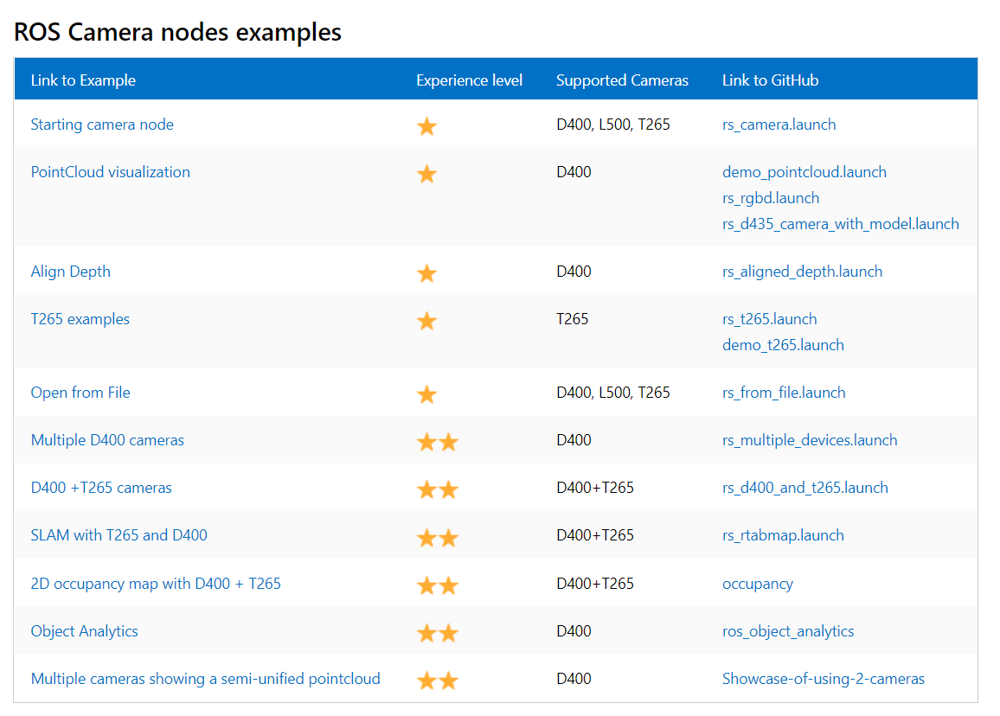 ROS Camera nodes examples
Link to Example Experience level Supported Cameras Link to GitHub
Starting camera node D400, L500, T265 rs_camera.launch
PointCloud visualization D400 demo_pointcloud.launch
rs_rgbd.launch
rs_d435_camera_with_model.launch
Align Depth D400 rs_aligned_depth.launch
T265 examples T265 rs_t265.launch
demo_t265.launch
Open from File D400, L500, T265 rs_from_file.launch
Multiple D400 cameras D400 rs_multiple_devices.launch
D400 +T265 cameras D400+T265 rs_d400_and_t265.launch
SLAM with T265 and D400 D400+T265 rs_rtabmap.launch
2D occupancy map with D400 + T265 D400+T265 occupancy
Object Analytics D400 ros_object_analytics
Multiple cameras showing a semi-unified pointcloud D400 Showcase-of-using-2-cameras